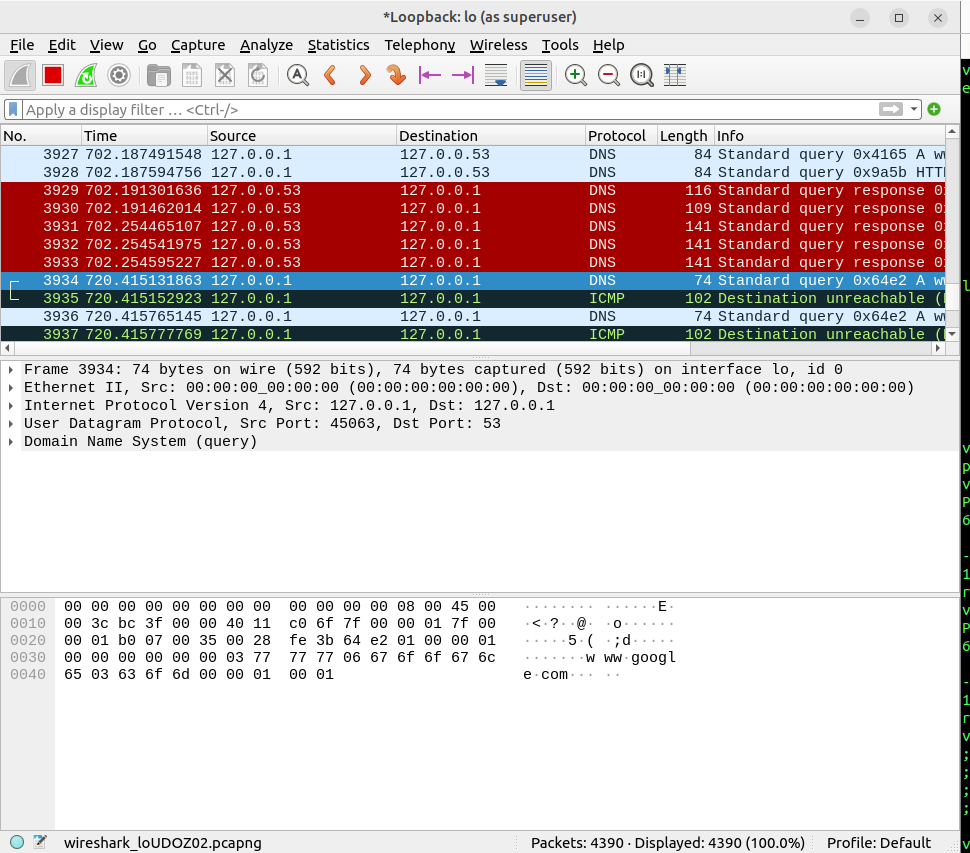 *Loopback: lo (as superuser)
File Edit View Go Capture Analyze Statistics Telephony Wireless Tools Help
Apply a display filter … <Ctrl-/>
No. Time Source Destination Protocol Length Info
3927 702.187491548 127.0.0.1 127.0.0.53 DNS 84 Standard query 0x4165 A
3928 702.187594756 127.0.0.1 127.0.0.53 DNS 84 Standard query 0x9a5b HTT
3929 702.191301636 127.0.0.53 127.0.0.1 DNS 116 Standard query response
3930 702.191462014 127.0.0.53 127.0.0.1 DNS 109 Standard query response
3931 702.254465107 127.0.0.53 127.0.0.1 DNS 141 Standard query response
3932 702.254541975 127.0.0.53 127.0.0.1 DNS 141 Standard query response
3933 702.254595227 127.0.0.53 127.0.0.1 DNS 141 Standard query response
3934 720.415131863 127.0.0.1 127.0.0.1 DNS 74 Standard query 0x64e2 A
3935 720.415152923 127.0.0.1 127.0.0.1 ICMP 102 Destination unreachable
3936 720.415765145 127.0.0.1 127.0.0.1 DNS 74 Standard query 0x64e2 A
3937 720.415777769 127.0.0.1 127.0.0.1 ICMP 102 Destination unreachable
Frame 3934: 74 bytes on wire (592 bits), 74 bytes captured (592 bits) on interface lo, id 0
Ethernet II, Src: 00:00:00_00:00:00 (00:00:00:00:00:00), Dst: 00:00:00_00:00:00 (00:00:00:00:00:00)
Internet Protocol Version 4, Src: 127.0.0.1, Dst: 127.0.0.1
User Datagram Protocol, Src Port: 45063, Dst Port: 53
Domain Name System (query)
0000 00 00 00 00 00 00 00 00 00 00 00 00 08 00 45 00 ········ ······E·
0010 00 3c bc 3f 00 00 40 11 c0 6f 7f 00 00 01 7f 00 ·<·?··@· ·o······
0020 00 01 b0 07 00 35 00 28 fe 3b 64 e2 01 00 00 01 ·····5·( ·;d·····
0030 00 00 00 00 00 00 03 77 77 77 06 67 6f 6f 67 6c ·······w ww·googl
0040 65 03 63 6f 6d 00 00 01 00 01 e·com··· ··
wireshark_loUDOZ02.pcapng Packets: 4390 · Displayed: 4390 (100.0%) Profile: Default